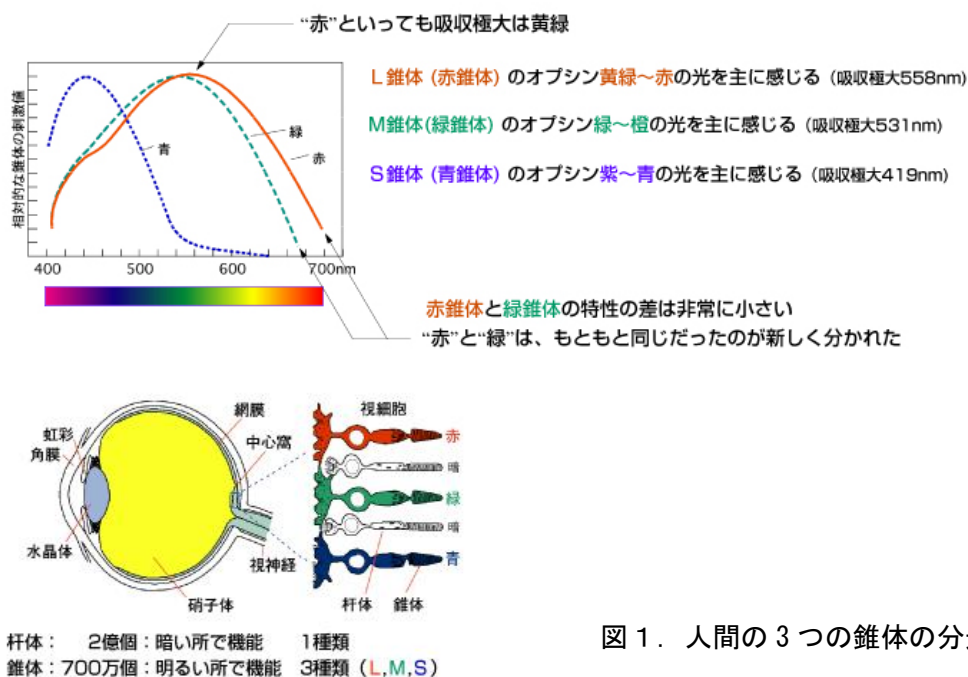 “赤”といっても吸収極大は黄緑
L錐体 (赤錐体) のオプシン黄緑～赤の光を主に感じる (吸収極大558nm)
M錐体(緑錐体) のオプシン緑～橙の光を主に感じる (吸収極大531nm)
S錐体 (青錐体) のオプシン紫～青の光を主に感じる (吸収極大419nm)
相対的な錐体の刺激値
青
緑
赤
400 500 600 700nm
赤錐体と緑錐体の特性の差は非常に小さい
“赤”と“緑”は、もともと同じだったのが新しく分かれた
網膜
中心窩
虹彩
角膜
水晶体
硝子体
視神経
視細胞
赤
暗
緑
暗
青
杆体 錐体
杆体： 2億個：暗い所で機能 1種類
錐体：700万個：明るい所で機能 3種類 (L,M,S)
図１．人間の３つの錐体の分